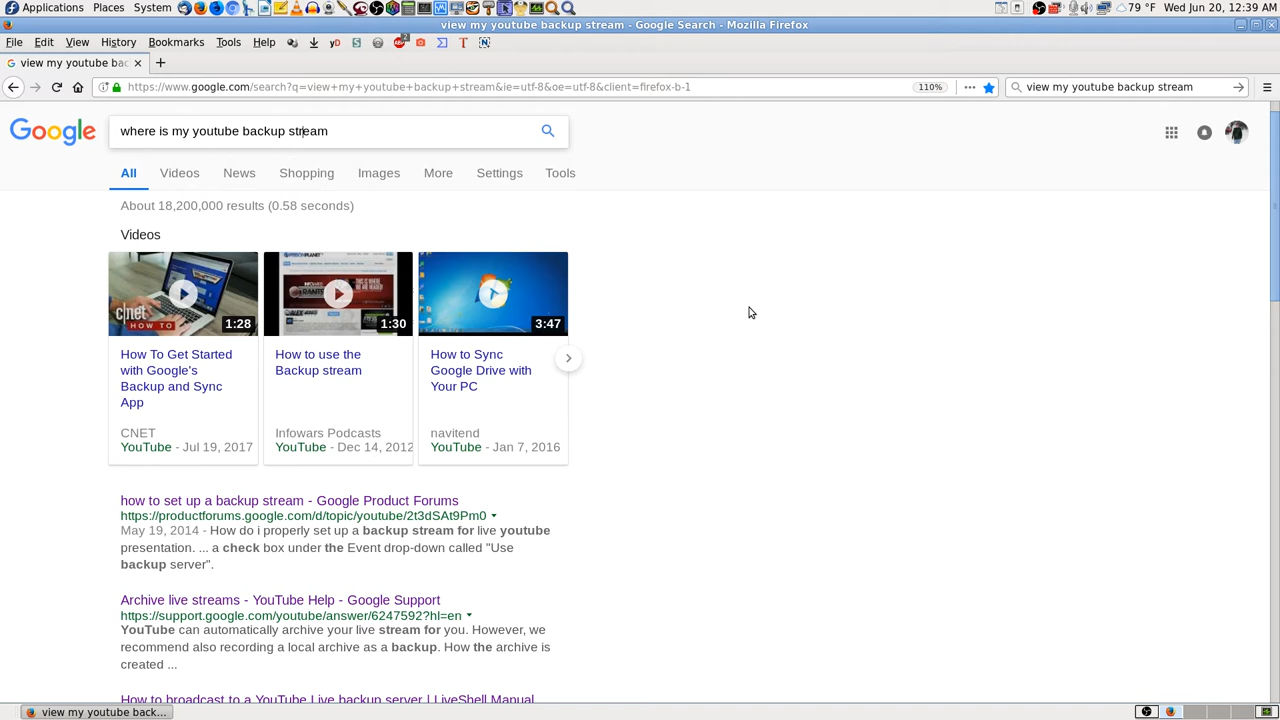 Applications Places System 79 °F Wed Jun 20, 12:39 AM
view my youtube backup stream - Google Search - Mozilla Firefox
File Edit View History Bookmarks Tools Help yD S 2 T N
G view my youtube bac × +
https://www.google.com/search?q=view+my+youtube+backup+stream&ie=utf-8&oe=utf-8&client=firefox-b-1 110% view my youtube backup stream
Google where is my youtube backup stream
All Videos News Shopping Images More Settings Tools
About 18,200,000 results (0.58 seconds)
Videos
c|net
HOW TO 1:28
1:30
3:47
How To Get Started
with Google's
Backup and Sync
App
CNET
YouTube - Jul 19, 2017
How to use the
Backup stream
Infowars Podcasts
YouTube - Dec 14, 2012
How to Sync
Google Drive with
Your PC
navitend
YouTube - Jan 7, 2016
how to set up a backup stream - Google Product Forums
https://productforums.google.com/d/topic/youtube/2t3dSAt9Pm0
May 19, 2014 - How do i properly set up a backup stream for live youtube
presentation. ... a check box under the Event drop-down called "Use
backup server".
Archive live streams - YouTube Help - Google Support
https://support.google.com/youtube/answer/6247592?hl=en
YouTube can automatically archive your live stream for you. However, we
recommend also recording a local archive as a backup. How the archive is
created ...
How to broadcast to a YouTube Live backup server | LiveShell Manual
view my youtube back...